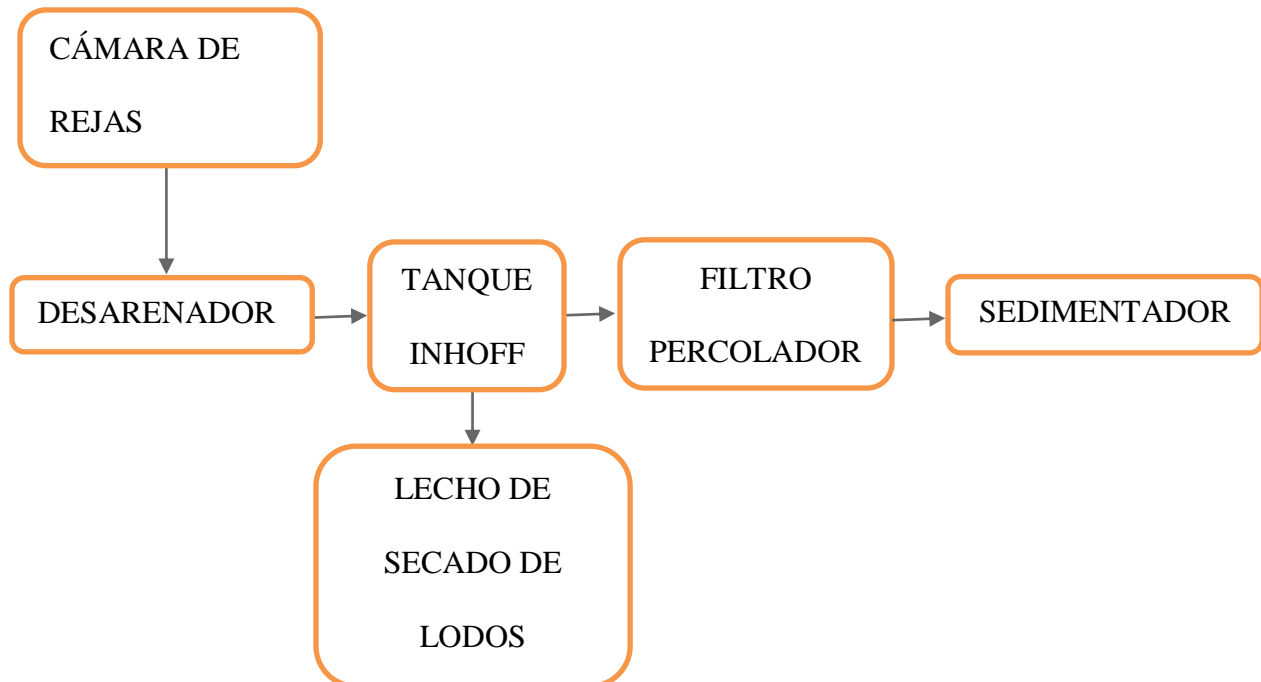 CÁMARA DE
REJAS
DESARENADOR
TANQUE
INHOFF
FILTRO
PERCOLADOR
SEDIMENTADOR
LECHO DE
SECADO DE
LODOS